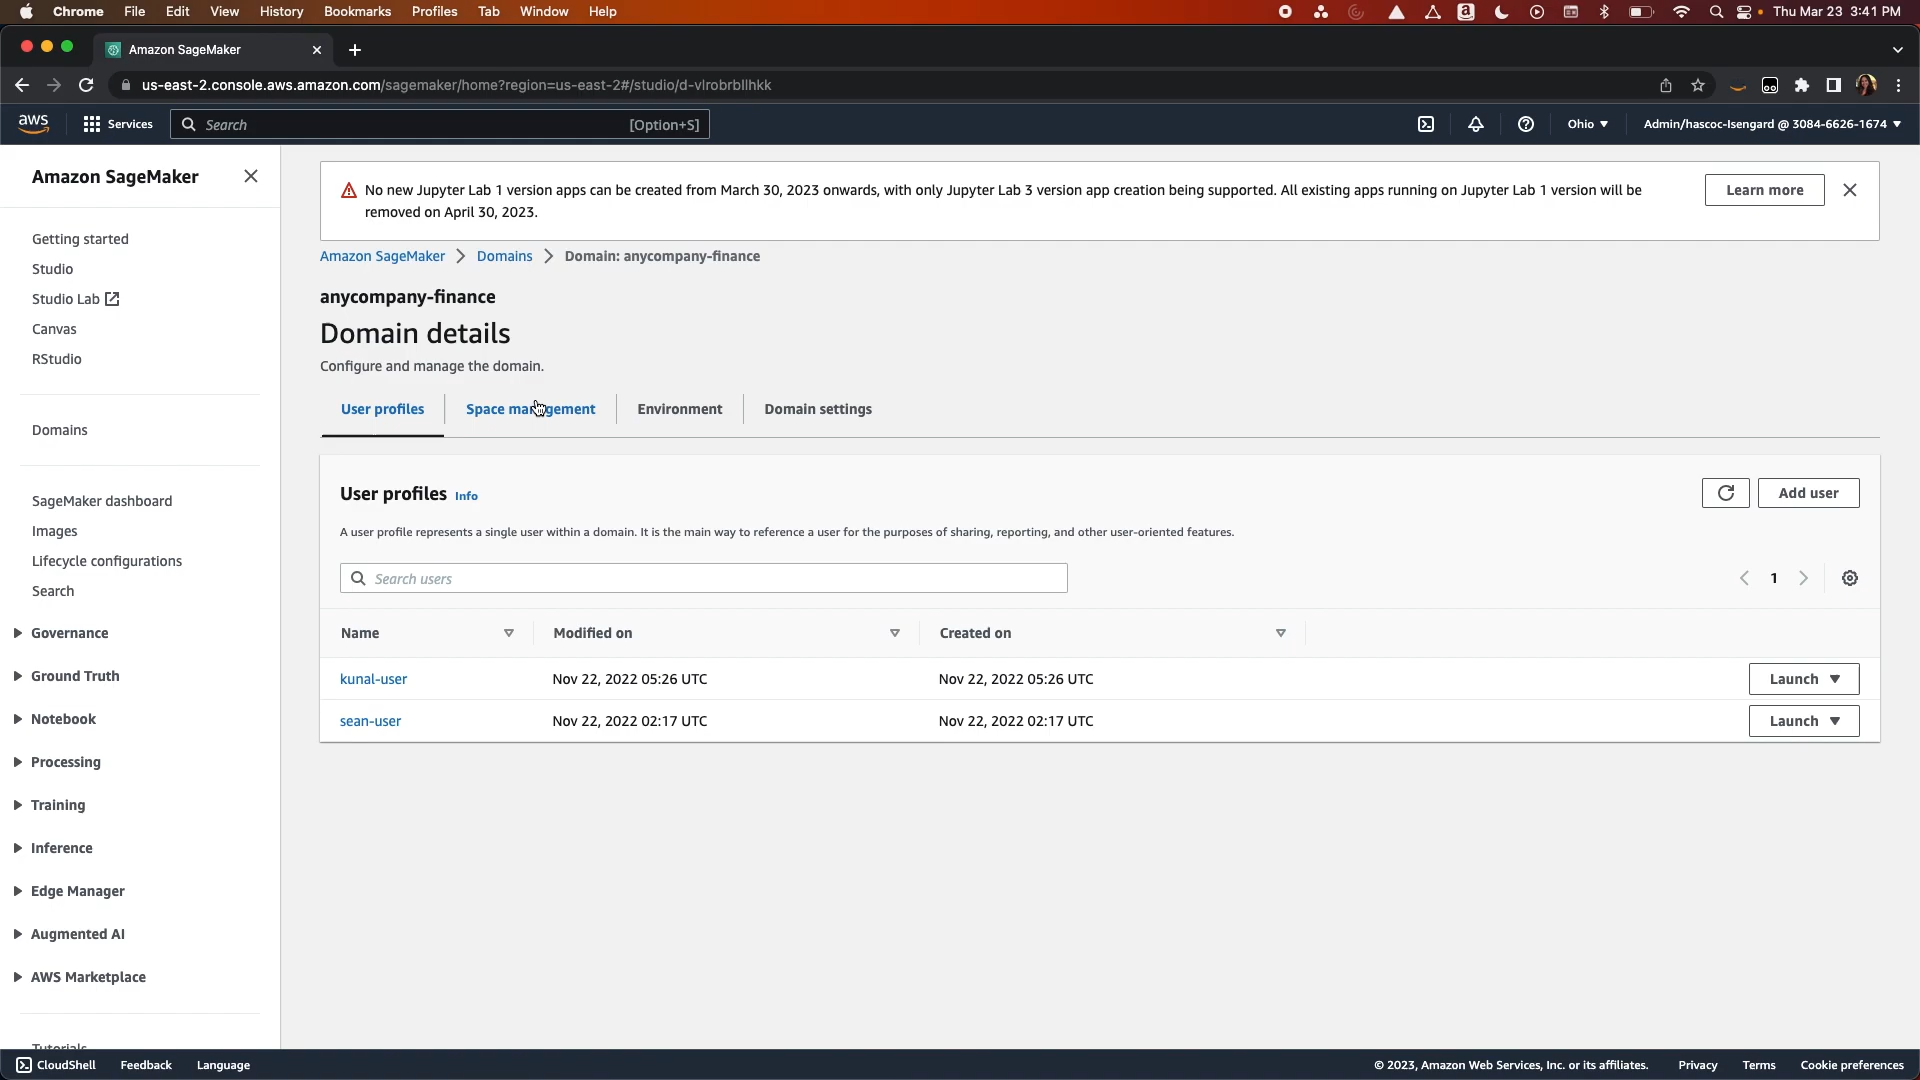 Chrome File Edit View History Bookmarks Profiles Tab Window Help Thu Mar 23 3:41 PM
Amazon SageMaker
us-east-2.console.aws.amazon.com/sagemaker/home?region=us-east-2#/studio/d-vlrobrbllhkk
aws Services Search [Option+S] Ohio Admin/hascoc-Isengard @ 3084-6626-1674
Amazon SageMaker
Getting started
Studio
Studio Lab
Canvas
RStudio
Domains
SageMaker dashboard
Images
Lifecycle configurations
Search
Governance
Ground Truth
Notebook
Processing
Training
Inference
Edge Manager
Augmented AI
AWS Marketplace
Tutorials
No new Jupyter Lab 1 version apps can be created from March 30, 2023 onwards, with only Jupyter Lab 3 version app creation being supported. All existing apps running on Jupyter Lab 1 version will be
removed on April 30, 2023.
Learn more
Amazon SageMaker Domains Domain: anycompany-finance
anycompany-finance
Domain details
Configure and manage the domain.
User profiles Space management Environment Domain settings
User profiles Info
Add user
A user profile represents a single user within a domain. It is the main way to reference a user for the purposes of sharing, reporting, and other user-oriented features.
Search users
1
Name Modified on Created on
kunal-user Nov 22, 2022 05:26 UTC Nov 22, 2022 05:26 UTC Launch
sean-user Nov 22, 2022 02:17 UTC Nov 22, 2022 02:17 UTC Launch
CloudShell Feedback Language © 2023, Amazon Web Services, Inc. or its affiliates. Privacy Terms Cookie preferences